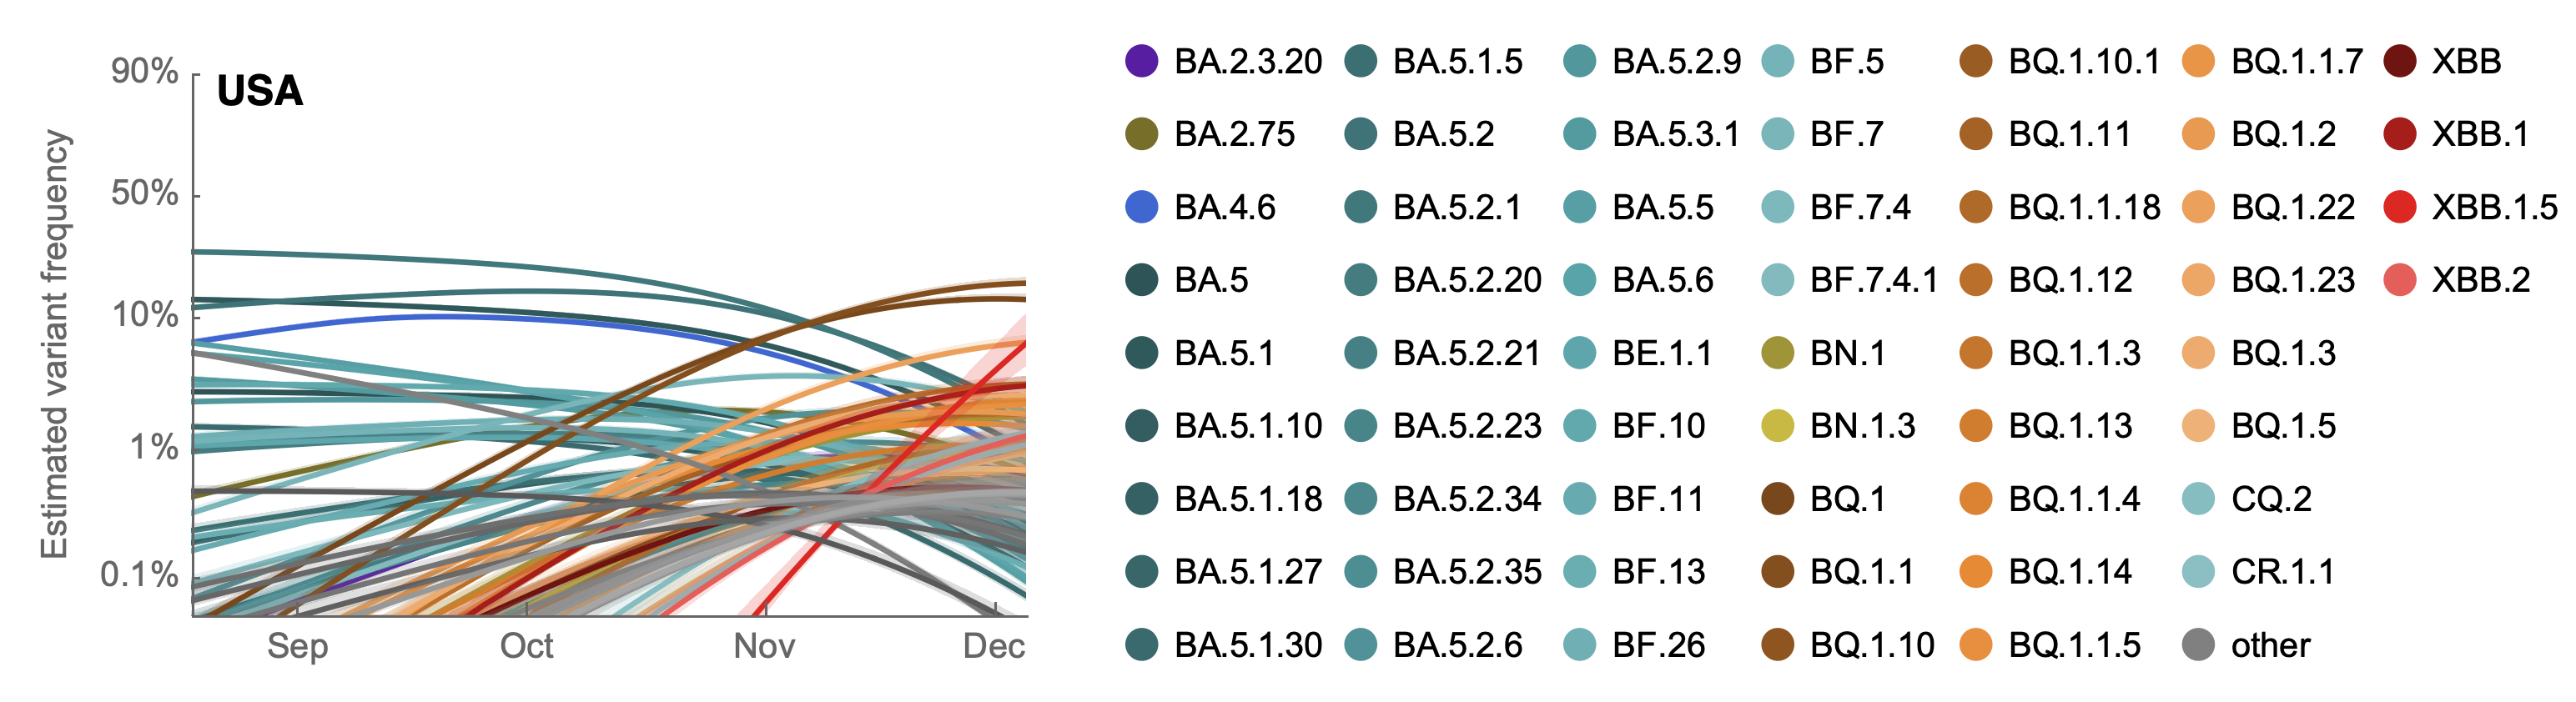 USA
Estimated variant frequency
90%
50%
10%
1%
0.1%
Sep Oct Nov Dec
BA.2.3.20 BA.5.1.5 BA.5.2.9 BF.5 BQ.1.10.1 BQ.1.1.7 XBB
BA.2.75 BA.5.2 BA.5.3.1 BF.7 BQ.1.11 BQ.1.2 XBB.1
BA.4.6 BA.5.2.1 BA.5.5 BF.7.4 BQ.1.1.18 BQ.1.22 XBB.1.5
BA.5 BA.5.2.20 BA.5.6 BF.7.4.1 BQ.1.12 BQ.1.23 XBB.2
BA.5.1 BA.5.2.21 BE.1.1 BN.1 BQ.1.1.3 BQ.1.3
BA.5.1.10 BA.5.2.23 BF.10 BN.1.3 BQ.1.13 BQ.1.5
BA.5.1.18 BA.5.2.34 BF.11 BQ.1 BQ.1.1.4 CQ.2
BA.5.1.27 BA.5.2.35 BF.13 BQ.1.1 BQ.1.14 CR.1.1
BA.5.1.30 BA.5.2.6 BF.26 BQ.1.10 BQ.1.1.5 other